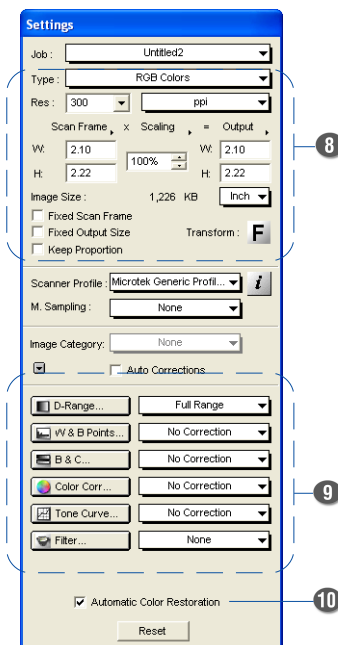 Settings
Job : Untitled2
Type : RGB Colors
Res : 300 ppi
Scan Frame x Scaling = Output
W: 2.10 100% W: 2.10
H: 2.22 H: 2.22
Image Size : 1,226 KB Inch
Fixed Scan Frame
Fixed Output Size Transform : F
Keep Proportion
8
Scanner Profile : Microtek Generic Profil... i
M. Sampling : None
Image Category: None
Auto Corrections
D-Range... Full Range
W & B Points... No Correction
B & C... No Correction
Color Corr... No Correction
Tone Curve... No Correction
Filter... None
9
Automatic Color Restoration 10
Reset